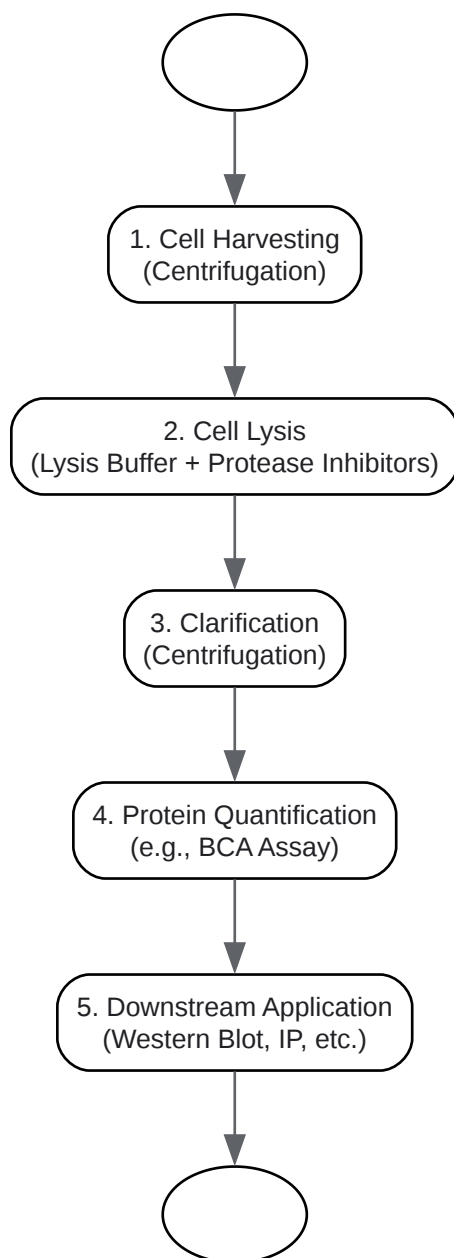 1. Cell Harvesting
(Centrifugation)
2. Cell Lysis
(Lysis Buffer + Protease Inhibitors)
3. Clarification
(Centrifugation)
4. Protein Quantification
(e.g., BCA Assay)
5. Downstream Application
(Western Blot, IP, etc.)